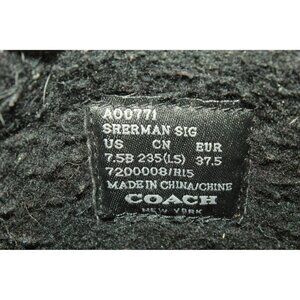 A00771
SHERMAN SIG
US CN EUR
7.5B 235(1.5) 37.5
7200008/H15
MADE IN CHINA/CHINE
COACH
NEW YORK